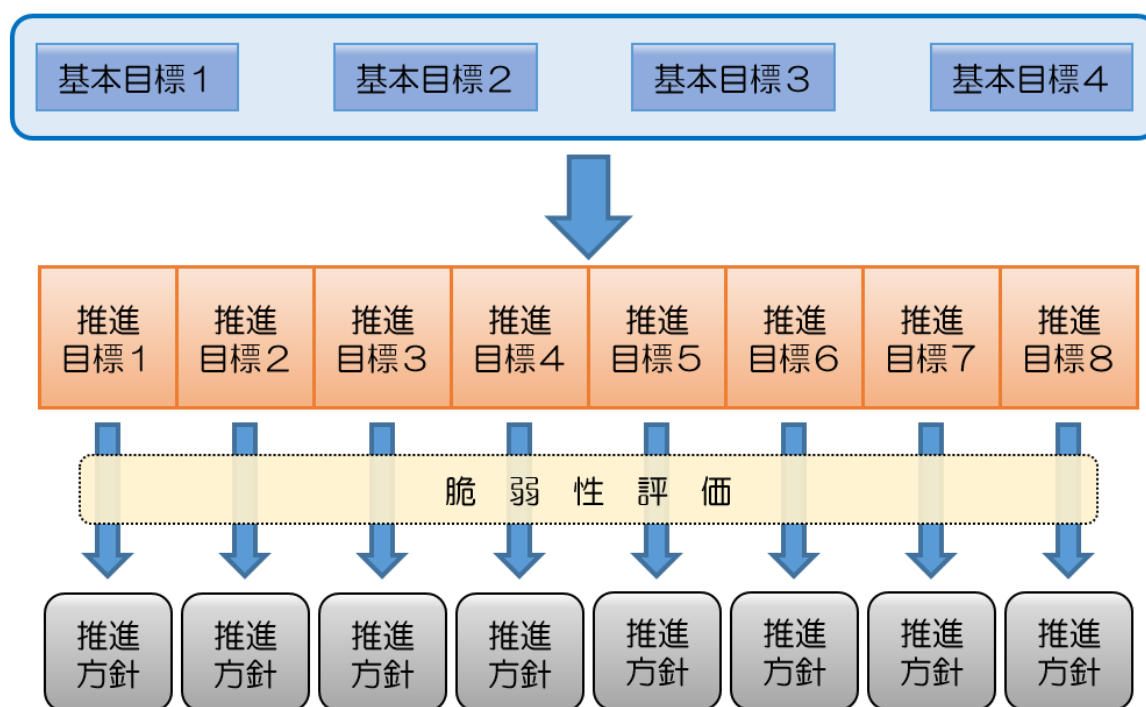 基本目標１
基本目標２
基本目標３
基本目標４
推進
目標１
推進
目標２
推進
目標３
推進
目標４
推進
目標５
推進
目標６
推進
目標７
推進
目標８
脆弱性評価
推進
方針
推進
方針
推進
方針
推進
方針
推進
方針
推進
方針
推進
方針
推進
方針